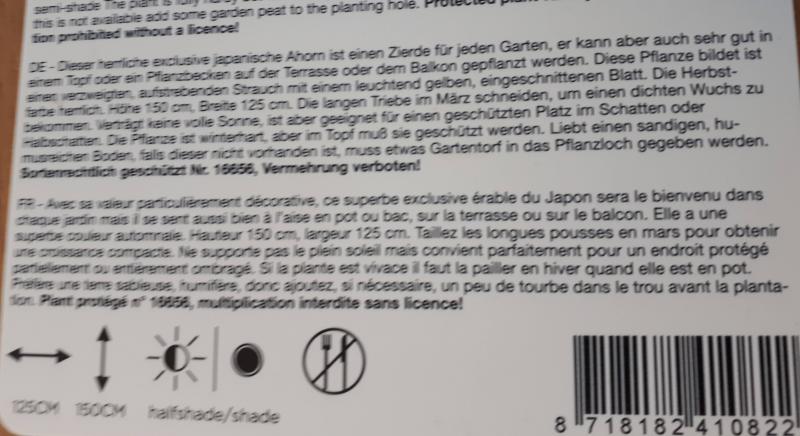 semi-shade The plant is fully hardy
this is not available add some garden peat to the planting hole. Protected
tion prohibited without a licence!
DE - Dieser herrliche exclusive japanische Ahorn ist einen Zierde für jeden Garten, er kann aber auch sehr gut in
einem Topf oder ein Pflanzbecken auf der Terrasse oder dem Balkon gepflanzt werden. Diese Pflanze bildet ist
einen verzweigten, aufstrebenden Strauch mit einem leuchtend gelben, eingeschnittenen Blatt. Die Herbst-
farbe herrlich. Höhe 150 cm, Breite 125 cm. Die langen Triebe im März schneiden, um einen dichten Wuchs zu
bekommen. Verträgt keine volle Sonne, ist aber geeignet für einen geschützten Platz im Schatten oder
Halbschatten. Die Pflanze ist winterhart, aber im Topf muß sie geschützt werden. Liebt einen sandigen, hu-
musreichen Boden, falls dieser nicht vorhanden ist, muss etwas Gartentorf in das Pflanzloch gegeben werden.
Sortenrechtlich geschützt Nr. 16656, Vermehrung verboten!
FR - Avec sa valeur particulièrement décorative, ce superbe exclusive érable du Japon sera le bienvenu dans
chaque jardin mais il se sent aussi bien à l'aise en pot ou bac, sur la terrasse ou sur le balcon. Elle a une
superbe couleur automnale. Hauteur 150 cm, largeur 125 cm. Taillez les longues pousses en mars pour obtenir
une croissance compacte. Ne supporte pas le plein soleil mais convient parfaitement pour un endroit protégé
partiellement ou entièrement ombragé. Si la plante est vivace il faut la pailler en hiver quand elle est en pot.
Préfère une terre sableuse, humifère, donc ajoutez, si nécessaire, un peu de tourbe dans le trou avant la planta-
tion. Plant protégé n° 16656, multiplication interdite sans licence!
125CM 150CM halfshade/shade
8 718182 410822